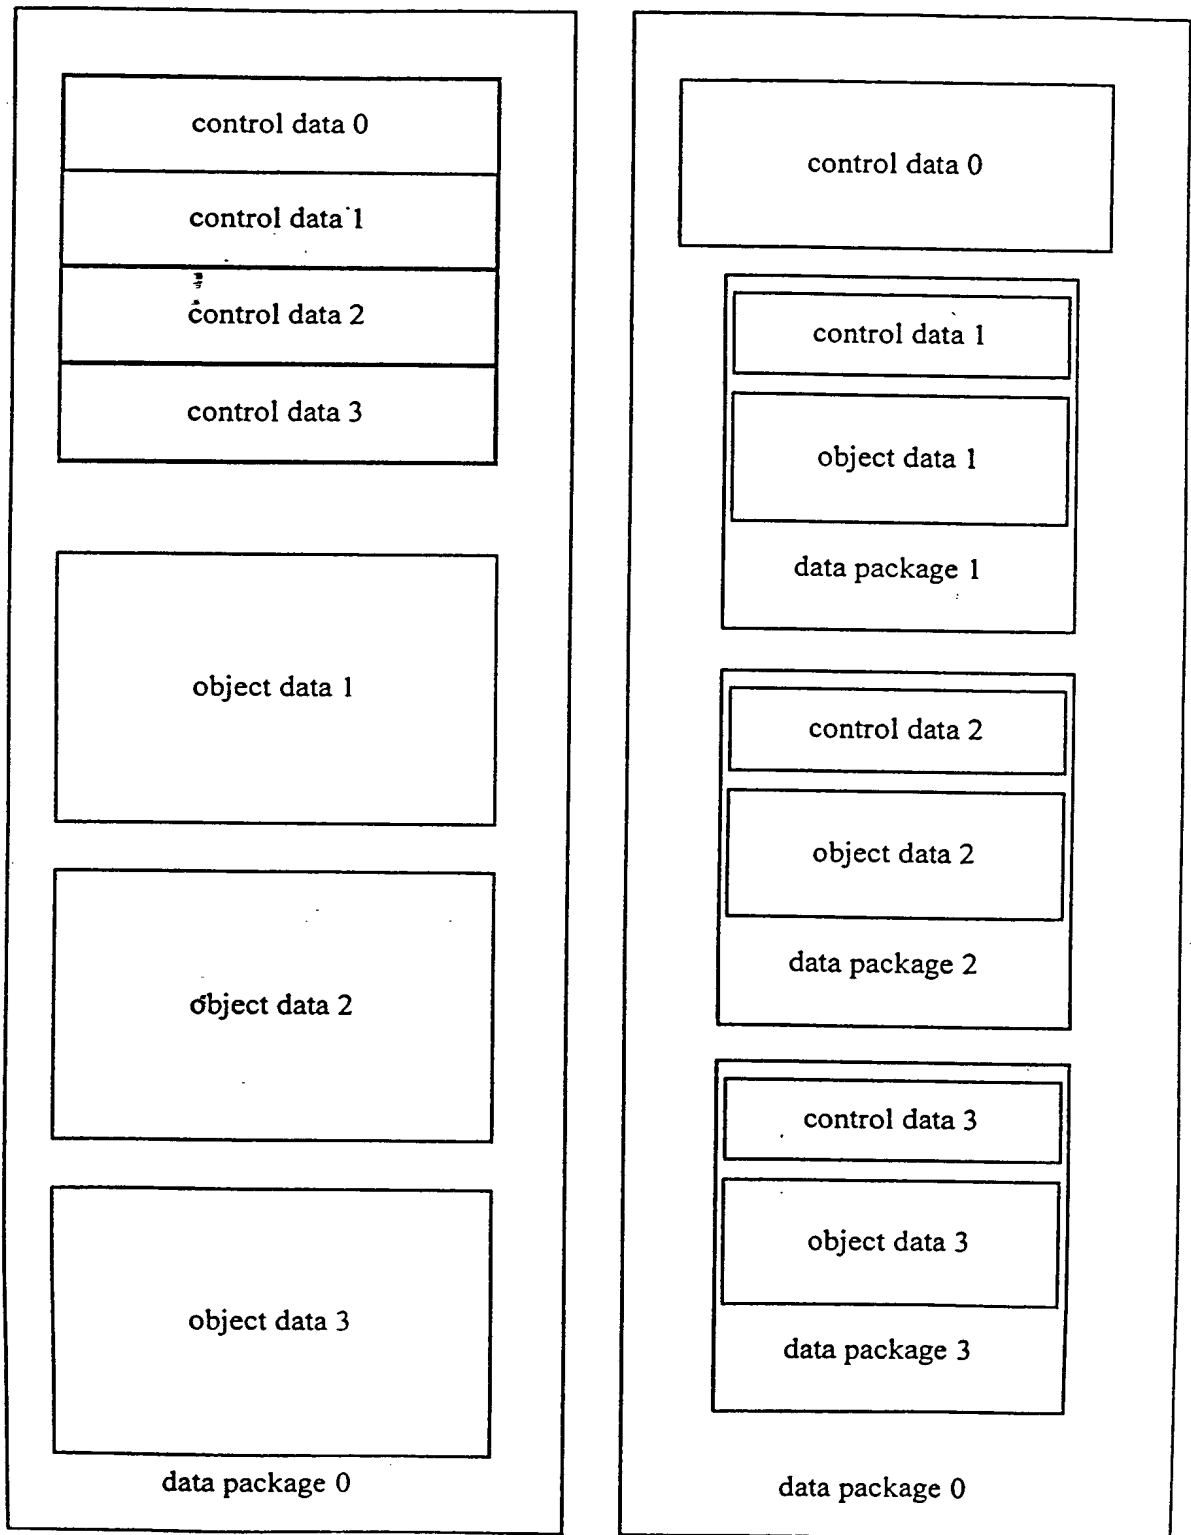 control data 0
control data 1
control data 2
control data 3
object data 1
object data 2
object data 3
data package 0
control data 0
control data 1
object data 1
data package 1
control data 2
object data 2
data package 2
control data 3
object data 3
data package 3
data package 0